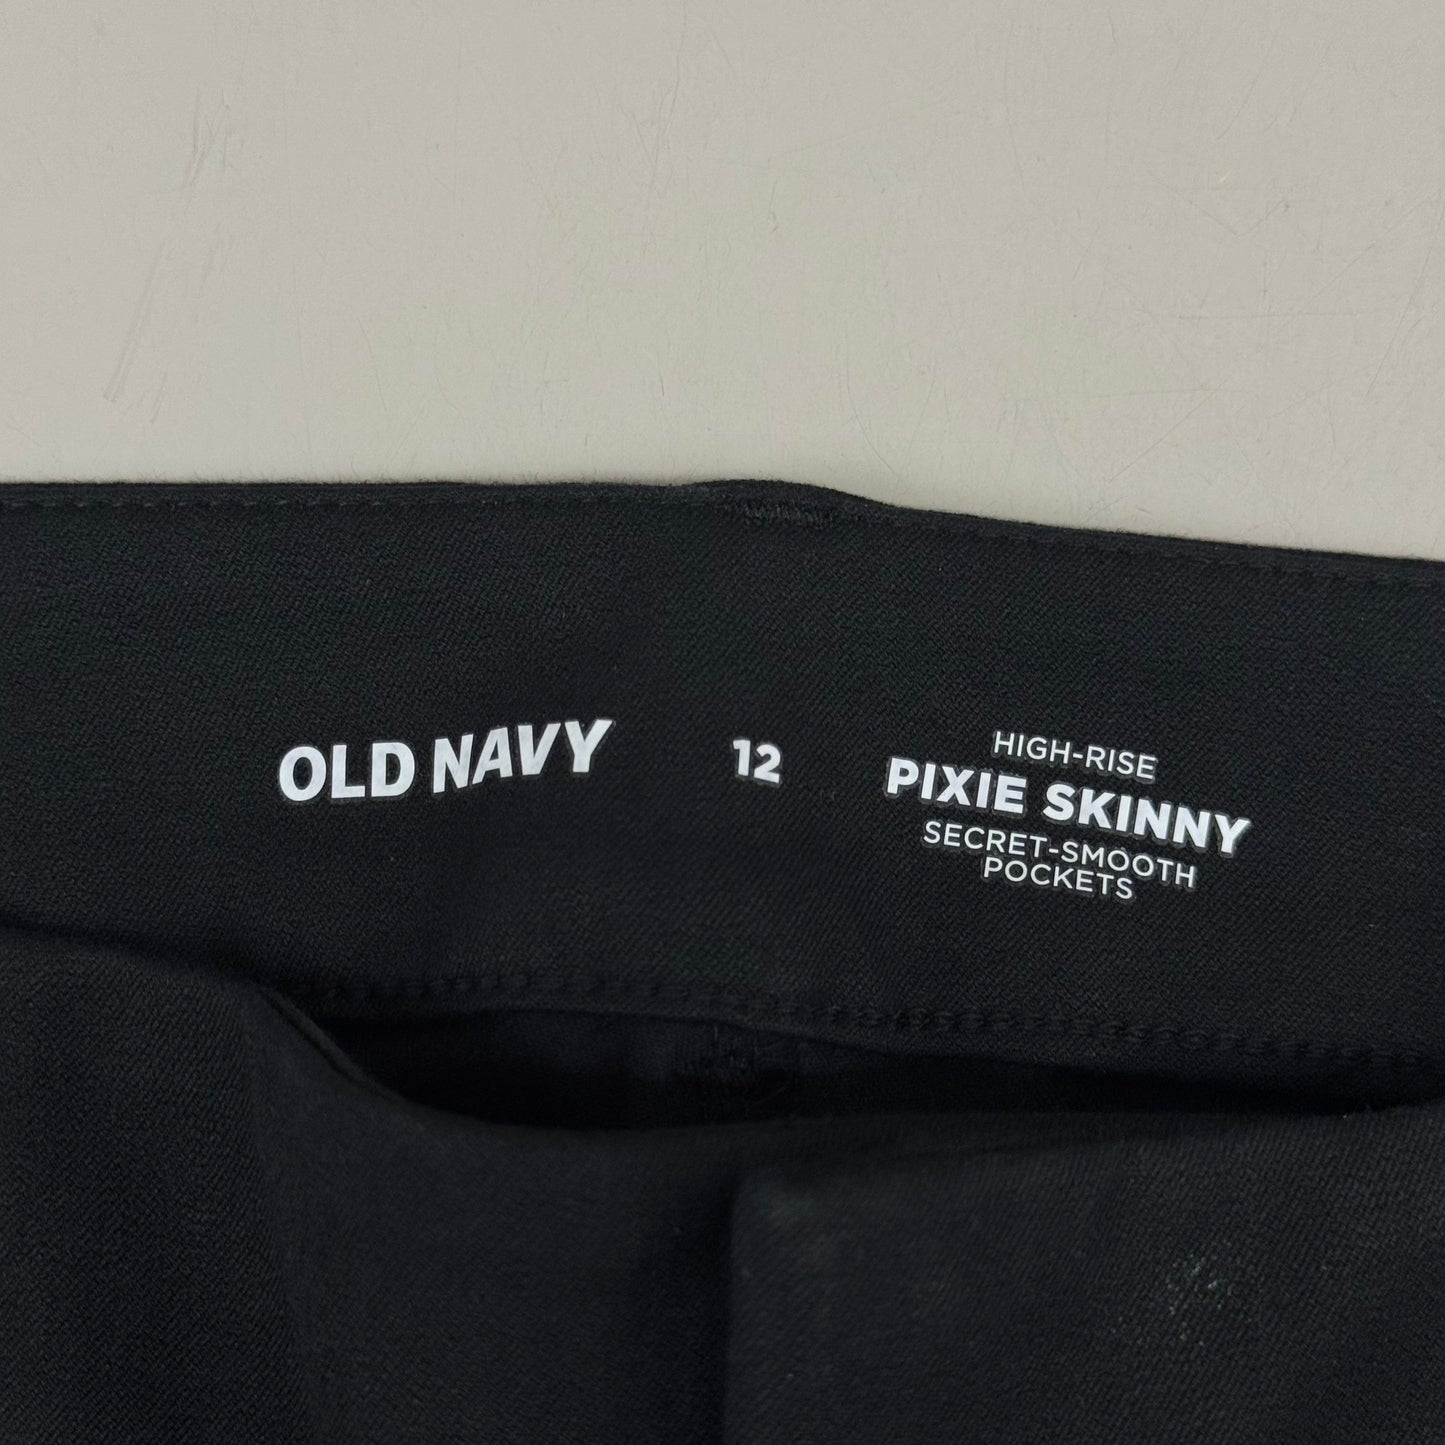 OLD NAVY
12
HIGH-RISE
PIXIE SKINNY
SECRET-SMOOTH
POCKETS